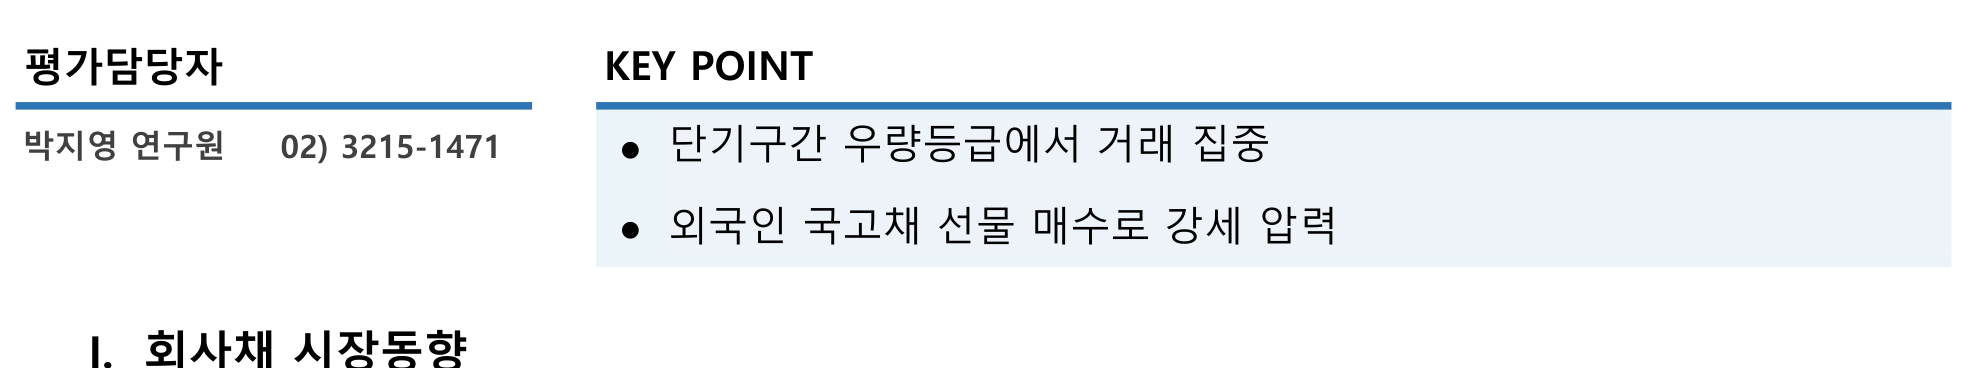 평가담당자
박지영 연구원 02) 3215-1471
KEY POINT
● 단기구간 우량등급에서 거래 집중
● 외국인 국고채 선물 매수로 강세 압력
I. 회사채 시장동향